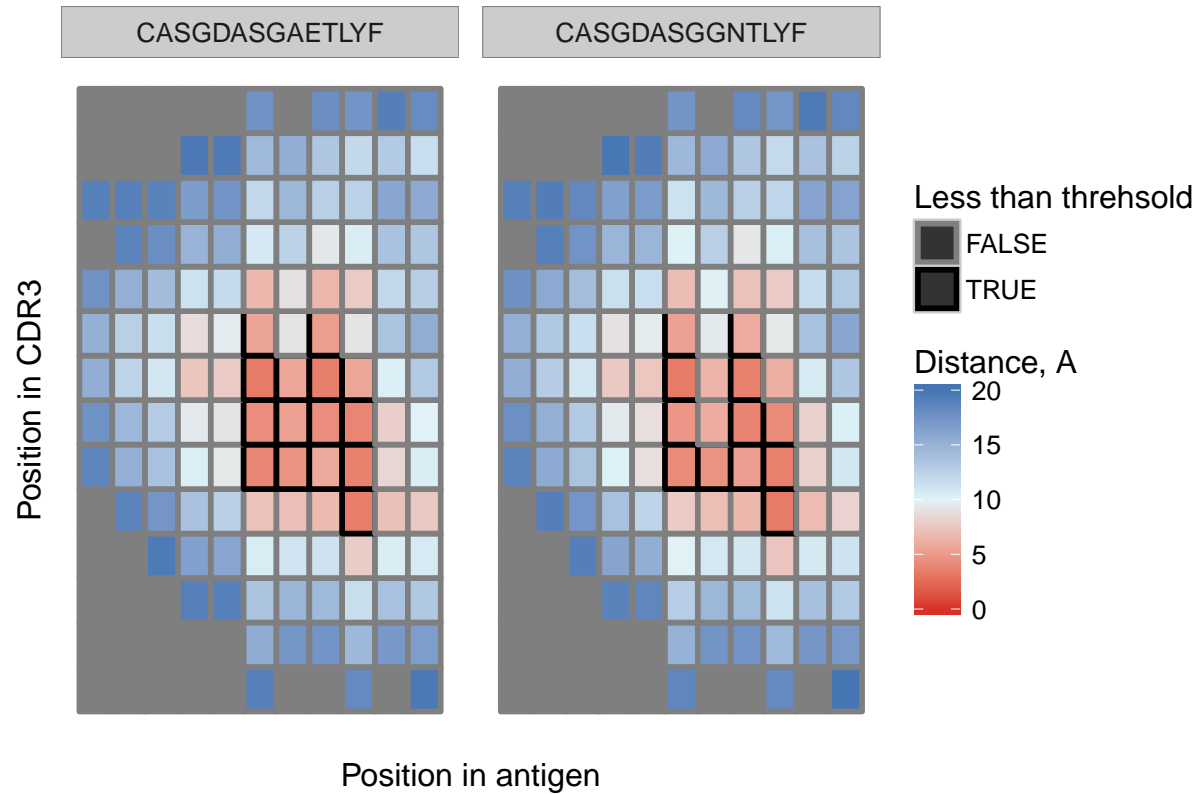 CASGDASGAETLYF
CASGDASGGNTLYF
Position in CDR3
Position in antigen
Less than threhsold
FALSE
TRUE
Distance, A
20
15
10
5
0